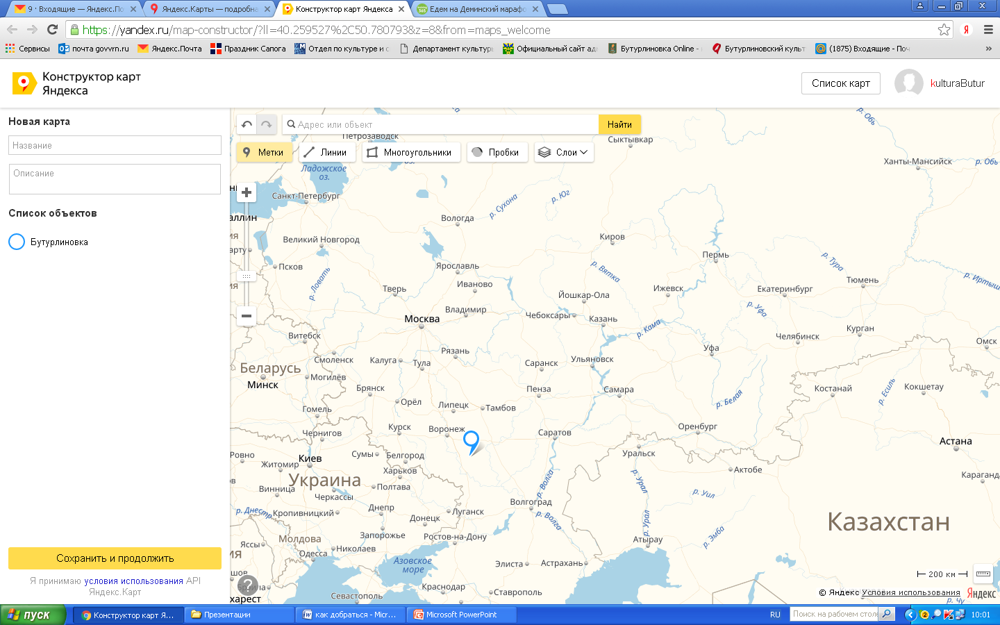 9 · Входящие — Яндекс.По
Яндекс.Карты — подробна
Конструктор карт Яндекса
Едем на Деминский марафо
https://yandex.ru/map-constructor/?ll=40.259527%2C50.780793&z=8&from=maps_welcome
Сервисы
почта govvrn.ru
Яндекс.Почта
Праздник Сапога
Отдел по культуре и с
Департамент культуры
Официальный сайт ад
Бутурлиновка Online -
Бутурлиновский культ
(1875) Входящие - Поч
»
Конструктор карт
Яндекса
Список карт
kulturaButur
Новая карта
Название
Описание
Список объектов
Бутурлиновка
Сохранить и продолжить
Я принимаю условия использования API
Яндекс.Карт
Адрес или объект
Найти
Метки
Линии
Многоугольники
Пробки
Слои
Петрозаводск
Сыктывкар
р. Обь
Ханты-Мансийск
р. Обь
Ладожское
оз.
оз.
Санкт-Петербург
аллин
р. Сухона
р. Юг
Вологда
Великий Новгород
Киров
арту
Псков
р. Ловать
Ярославль
Пермь
р. Тура
р. Вятка
Тверь
Иваново
Ижевск
Екатеринбург
Тюмень
р. Иртыш
Йошкар-Ола
Владимир
р. Уфа
Москва
Чебоксары
Казань
р. Кама
Курган
Витебск
Челябинск
Омск
Рязань
Уфа
Смоленск
Калуга
Тула
Саранск
Ульяновск
Беларусь
Минск
Могилёв
Брянск
Пенза
Самара
Костанай
р. Есиль
Кокшетау
Орёл
Липецк
Тамбов
р. Белая
Гомель
Курск
Воронеж
Оренбург
Чернигов
Саратов
Астана
Ровно
Киев
Сумы
Белгород
Уральск
Житомир
Харьков
Актобе
Караганда
Украина
Полтава
р. Волга
р. Урал
Винница
Черкассы
р. Уил
Волгоград
р. Днестр
Кропивницкий
Днепр
Луганск
р. Волга
Донецк
р. Урал
Казахстан
Молдова
Запорожье
Ростов-на-Дону
Атырау
р. Эмба
Яссы
Николаев
Одесса
Азовское
море
Элиста
Астрахань
ия
шов
200 км
Краснодар
Ставрополь
Севастополь
харест
?
© Яндекс Условия использования
Яндекс
р. Чу
пуск
Конструктор карт Я...
Презентации
как добраться - Micr...
Microsoft PowerPoint
RU
Поиск на рабочем столе
10:01